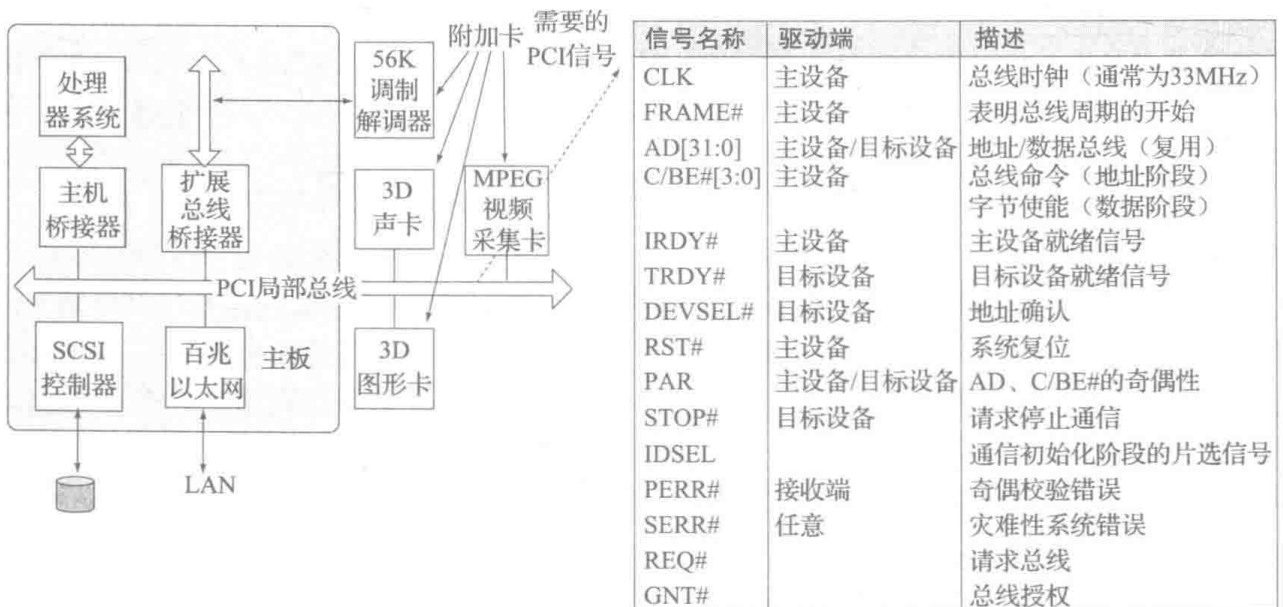 处理
器系统
主机
桥接器
扩展
总线
桥接器
56K
调制
解调器
附加卡
需要的
PCI信号
3D
声卡
MPEG
视频
采集卡
PCI局部总线
SCSI
控制器
百兆
以太网
主板
3D
图形卡
LAN
信号名称 驱动端 描述
CLK 主设备 总线时钟（通常为33MHz）
FRAME# 主设备 表明总线周期的开始
AD[31:0] 主设备/目标设备 地址/数据总线（复用）
C/BE#[3:0] 主设备 总线命令（地址阶段）
字节使能（数据阶段）
IRDY# 主设备 主设备就绪信号
TRDY# 目标设备 目标设备就绪信号
DEVSEL# 目标设备 地址确认
RST# 主设备 系统复位
PAR 主设备/目标设备 AD、C/BE#的奇偶性
STOP# 目标设备 请求停止通信
IDSEL 通信初始化阶段的片选信号
PERR# 接收端 奇偶校验错误
SERR# 任意 灾难性系统错误
REQ# 请求总线
GNT# 总线授权